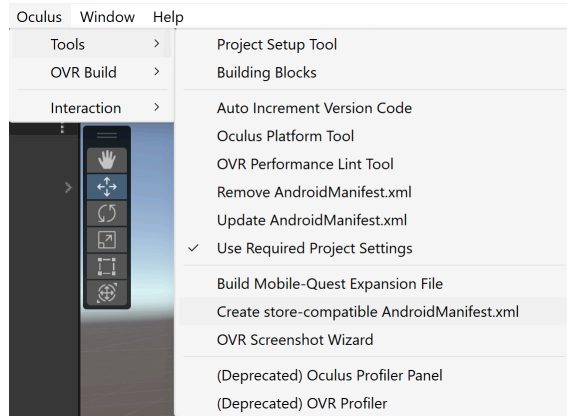 Oculus Window Help
Tools
OVR Build
Interaction
Project Setup Tool
Building Blocks
Auto Increment Version Code
Oculus Platform Tool
OVR Performance Lint Tool
Remove AndroidManifest.xml
Update AndroidManifest.xml
Use Required Project Settings
Build Mobile-Quest Expansion File
Create store-compatible AndroidManifest.xml
OVR Screenshot Wizard
(Deprecated) Oculus Profiler Panel
(Deprecated) OVR Profiler